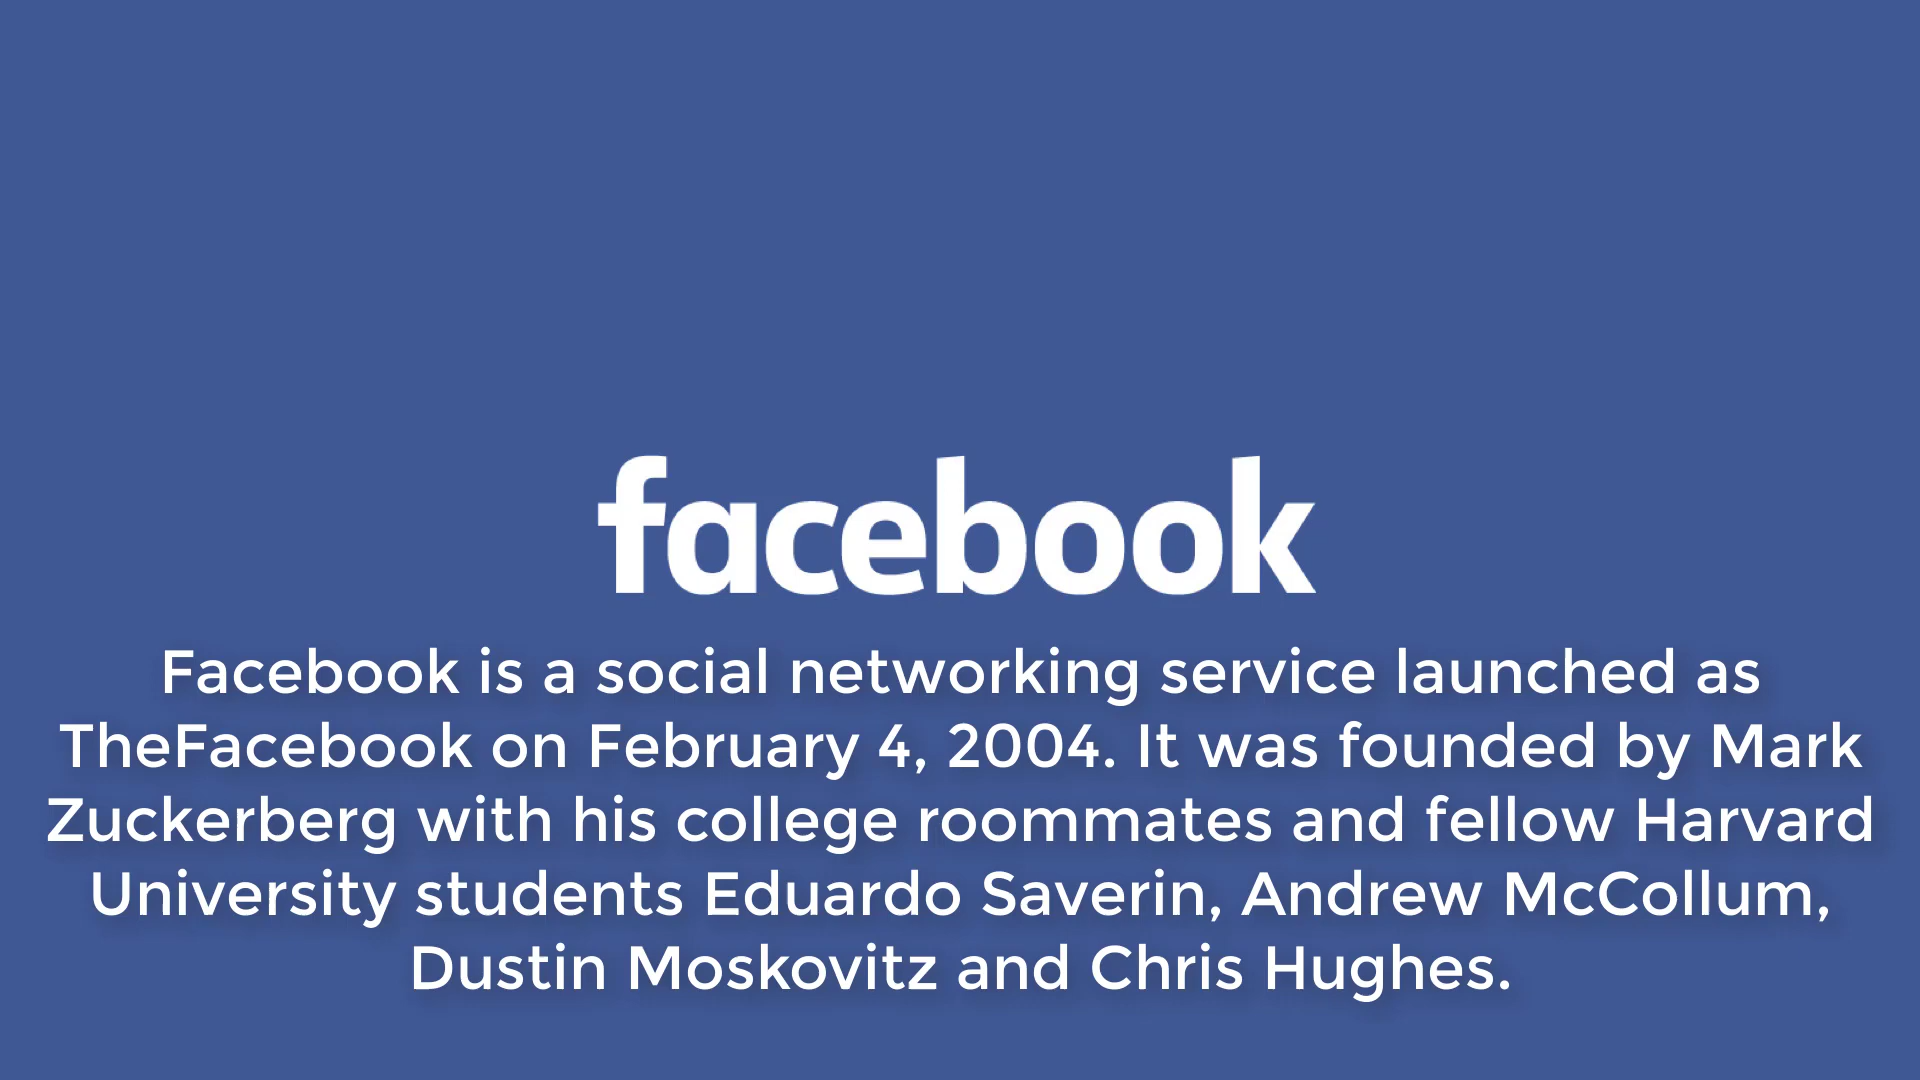 facebook
Facebook is a social networking service launched as
TheFacebook on February 4, 2004. It was founded by Mark
Zuckerberg with his college roommates and fellow Harvard
University students Eduardo Saverin, Andrew McCollum,
Dustin Moskovitz and Chris Hughes.